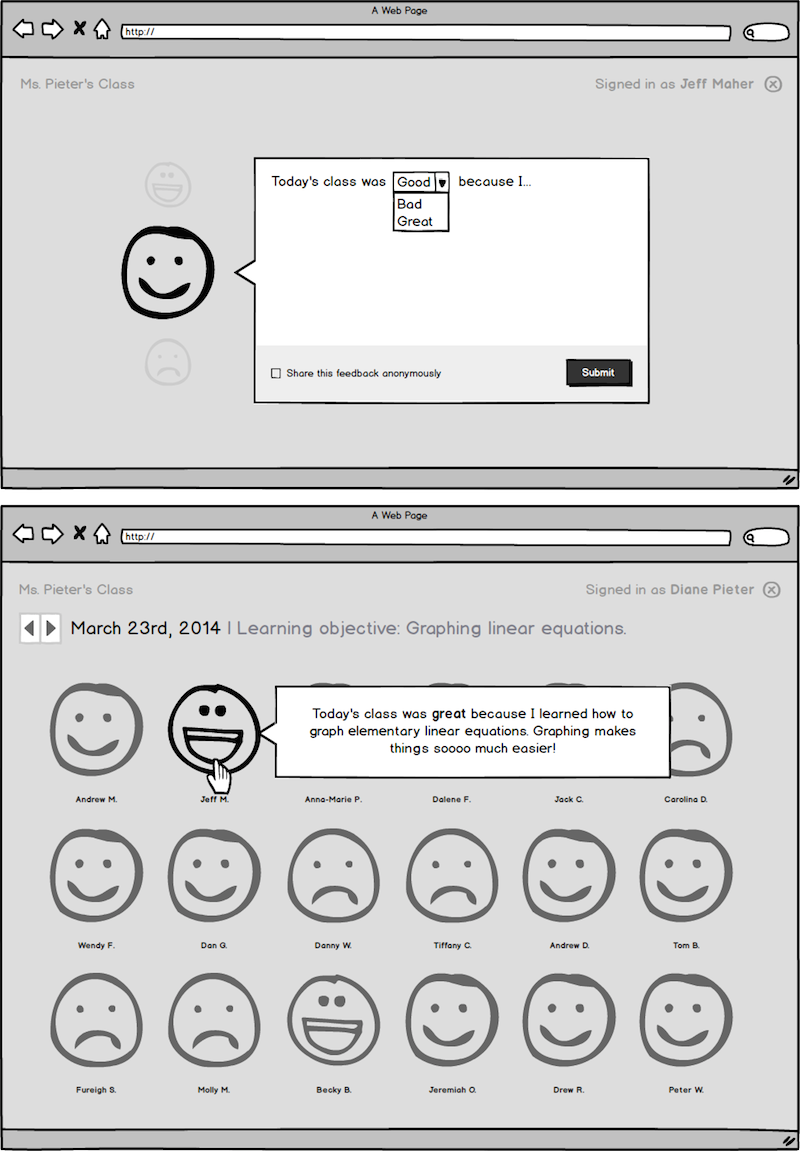 A Web Page
http://
Ms. Pieter's Class
Signed in as Jeff Maher
Today's class was Good because I...
Bad
Great
Share this feedback anonymously
Submit
A Web Page
http://
Ms. Pieter's Class
Signed in as Diane Pieter
March 23rd, 2014 | Learning objective: Graphing linear equations.
Today's class was great because I learned how to
graph elementary linear equations. Graphing makes
things soooo much easier!
Andrew M. Jeff M. Anna-Marie P. Dalene F. Jack C. Carolina D.
Wendy F. Dan G. Danny W. Tiffany C. Andrew D. Tom B.
Fureigh S. Molly M. Becky B. Jeremiah O. Drew R. Peter W.